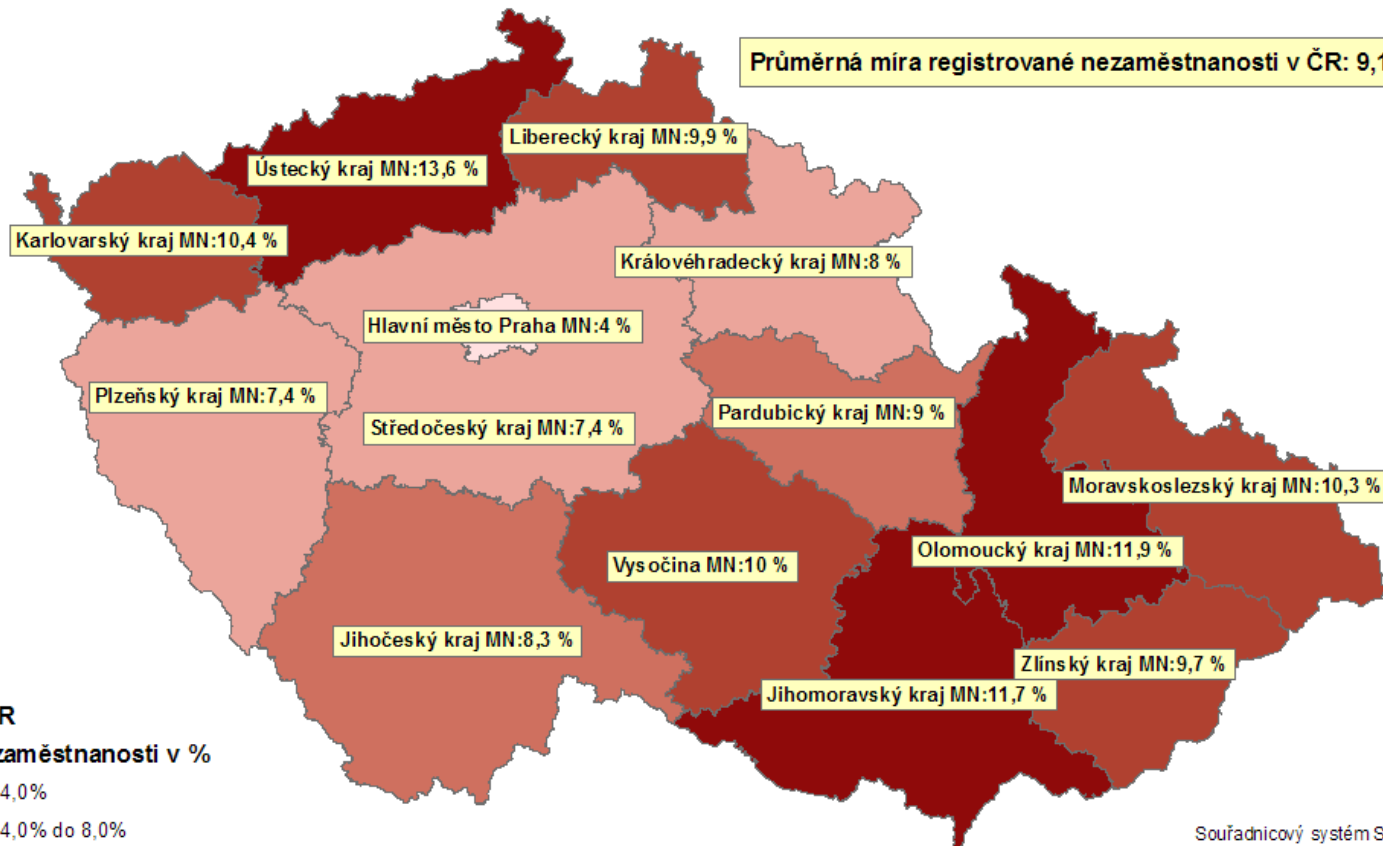 Průměrná míra registrované nezaměstnanosti v ČR: 9,1
Liberecký kraj MN:9,9 %
Ústecký kraj MN:13,6 %
Karlovarský kraj MN:10,4 %
Královéhradecký kraj MN:8 %
Hlavní město Praha MN:4 %
Plzeňský kraj MN:7,4 %
Pardubický kraj MN:9 %
Středočeský kraj MN:7,4 %
Moravskoslezský kraj MN:10,3 %
Olomoucký kraj MN:11,9 %
Vysočina MN:10 %
Jihočeský kraj MN:8,3 %
Zlínský kraj MN:9,7 %
Jihomoravský kraj MN:11,7 %
R
zaměstnanosti v %
4,0%
4,0% do 8,0%
Souřadnicový systém S